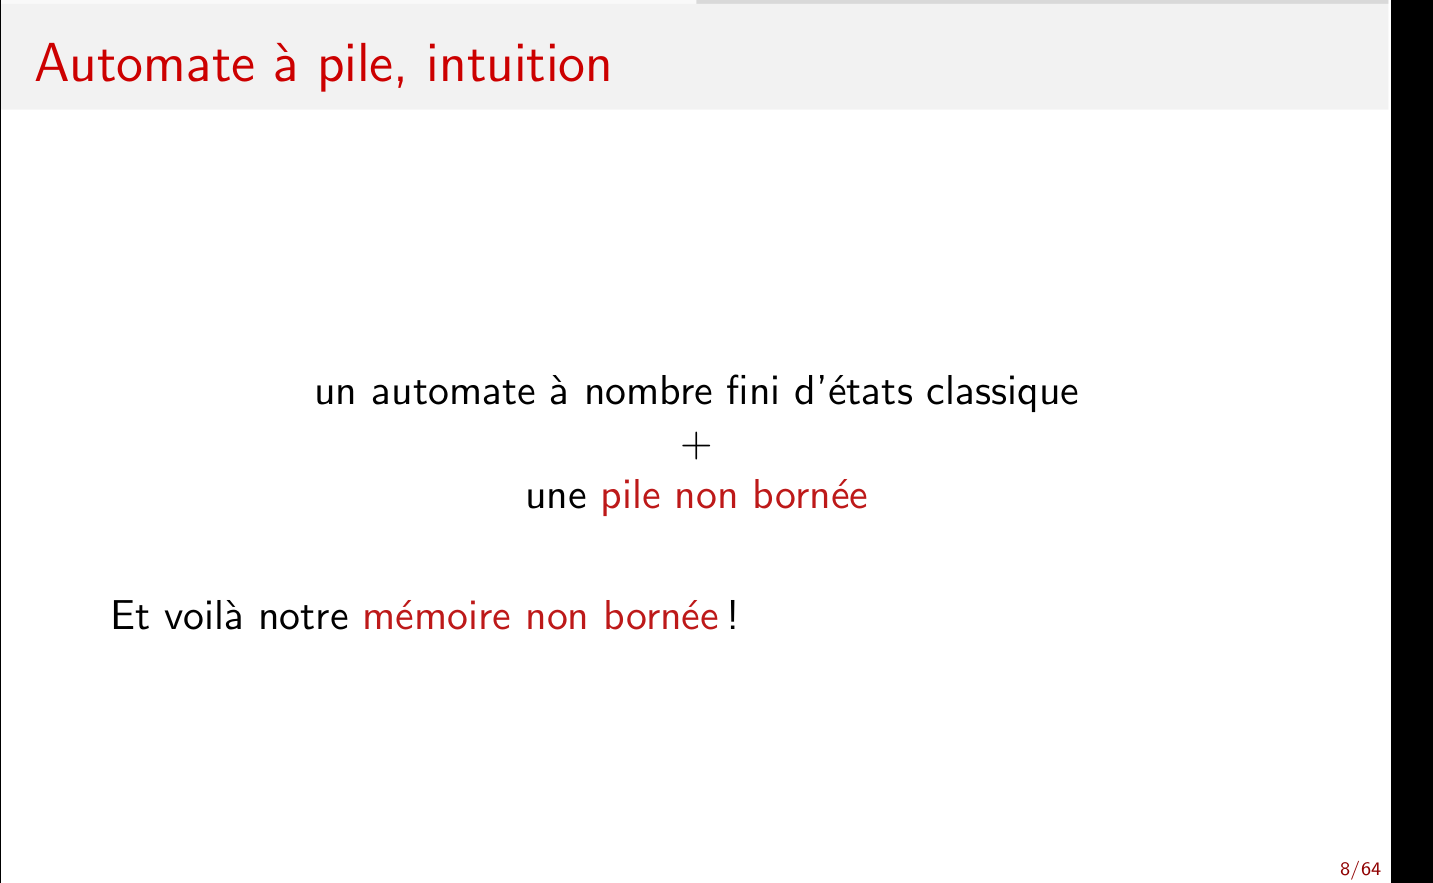 Automate à pile, intuition
un automate à nombre fini d'états classique
+
une pile non bornée
Et voilà notre mémoire non bornée !
8/64